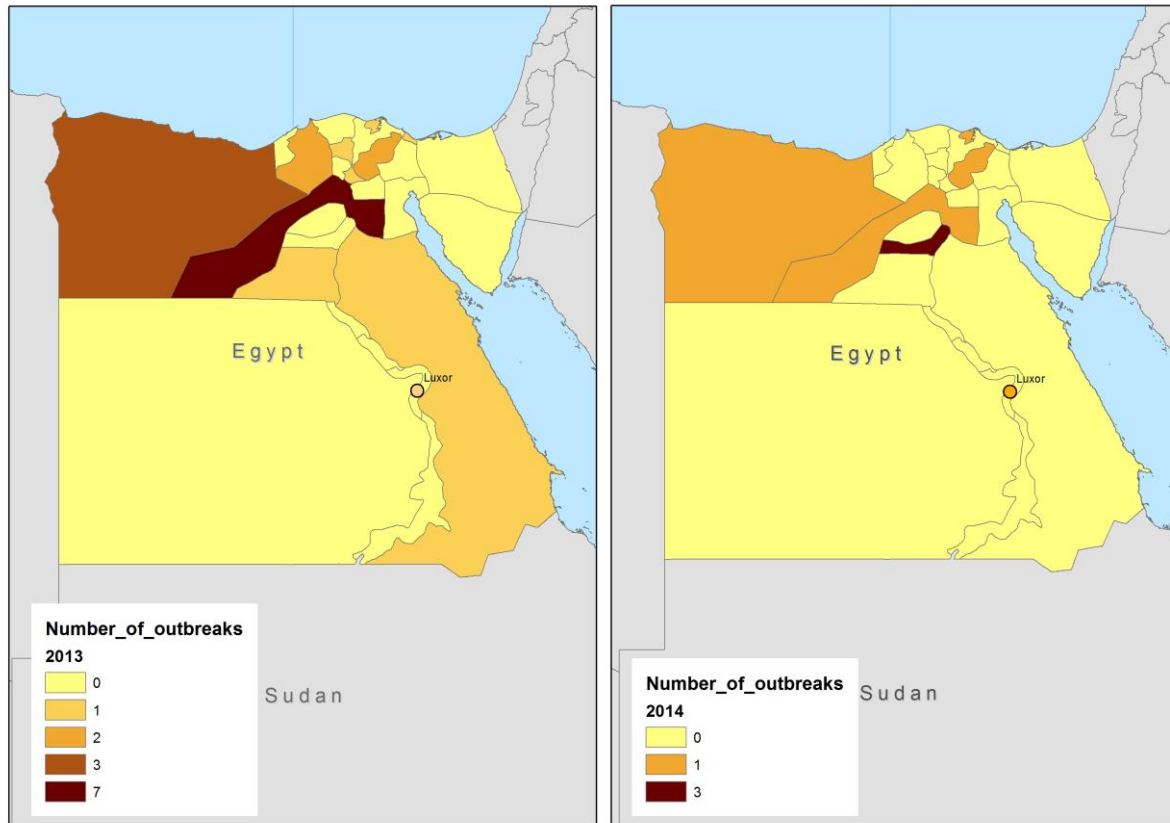 Egypt
Luxor
Number_of_outbreaks
2013
0
1
2
3
7
Sudan
Egypt
Luxor
Number_of_outbreaks
2014
0
1
3
Sudan